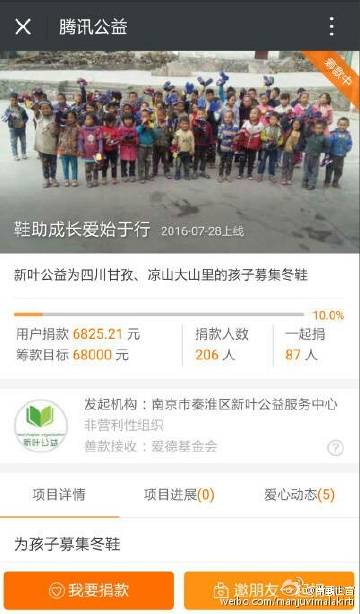 腾讯公益
筹款中
鞋助成长爱始于行 2016-07-28上线
新叶公益为四川甘孜、凉山大山里的孩子募集冬鞋
10.0%
用户捐款 6825.21 元
捐款人数
一起捐
筹款目标 68000 元
206 人
87 人
新叶公益
发起机构:南京市秦淮区新叶公益服务中心
非营利性组织
善款接收:爱德基金会
?
项目详情
项目进展(0)
爱心动态(5)
为孩子募集冬鞋
我要捐款
邀朋友一起捐
weibo.com/manjuvimalakirti